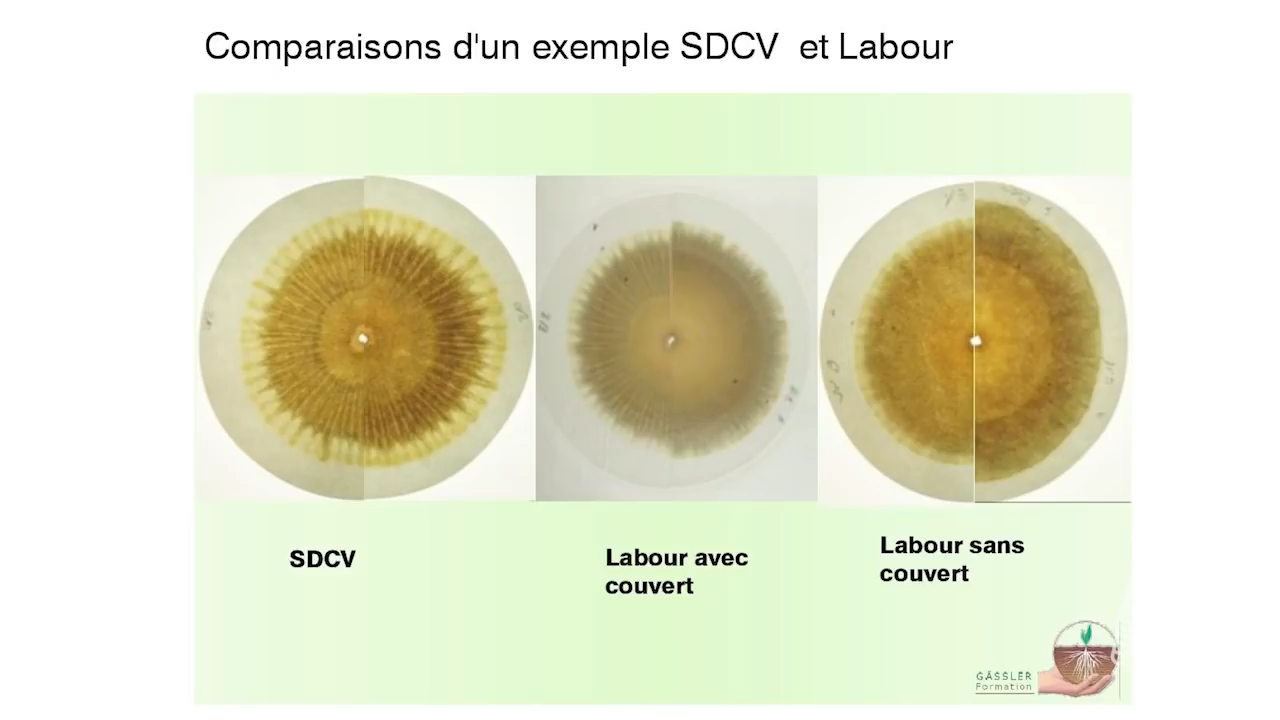 Comparaisons d'un exemple SDCV et Labour
SDCV
Labour avec
couvert
Labour sans
couvert
GÄSSLER
Formation